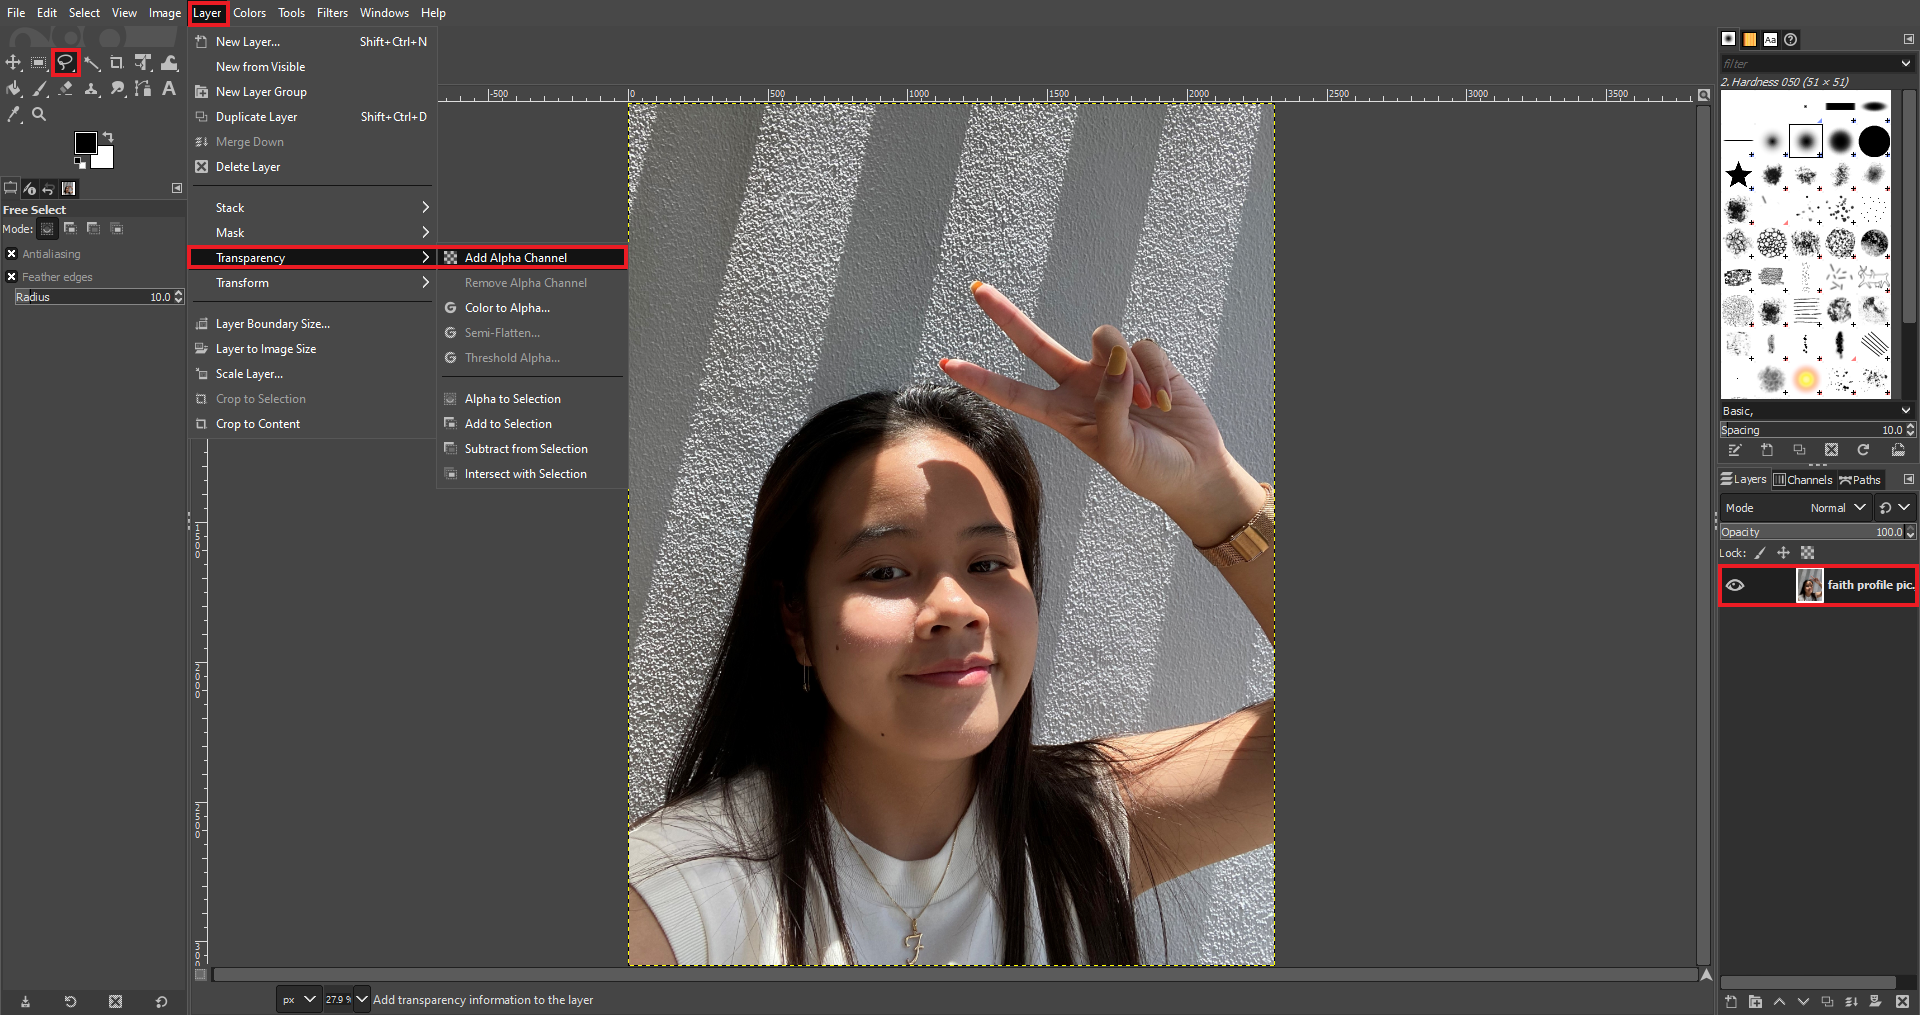 File Edit Select View Image Layer Colors Tools Filters Windows Help
New Layer... Shift+Ctrl+N
New from Visible
New Layer Group
Duplicate Layer Shift+Ctrl+D
Merge Down
Delete Layer
Stack
Mask
Transparency
Transform
Layer Boundary Size...
Layer to Image Size
Scale Layer...
Crop to Selection
Crop to Content
Add Alpha Channel
Remove Alpha Channel
Color to Alpha...
Semi-Flatten...
Threshold Alpha...
Alpha to Selection
Add to Selection
Subtract from Selection
Intersect with Selection
Free Select
Mode:
Antialiasing
Feather edges
Radius 10.0
-500 0 500 1000 1500 2000 2500 3000 3500
1500
2000
2500
300
F
px 27.9 % Add transparency information to the layer
Aa
filter
2. Hardness 050 (51 × 51)
Basic,
Spacing 10.0
Layers Channels Paths
Mode Normal
Opacity 100.0
Lock:
faith profile pic.